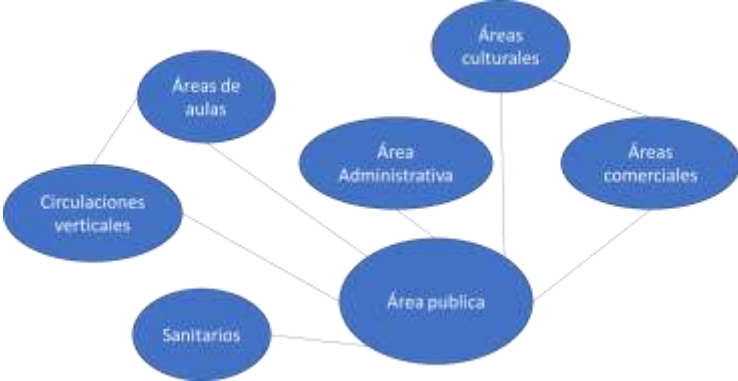 Áreas
culturales
Áreas de
aulas
Área
Administrativa
Áreas
comerciales
Circulaciones
verticales
Área publica
Sanitarios